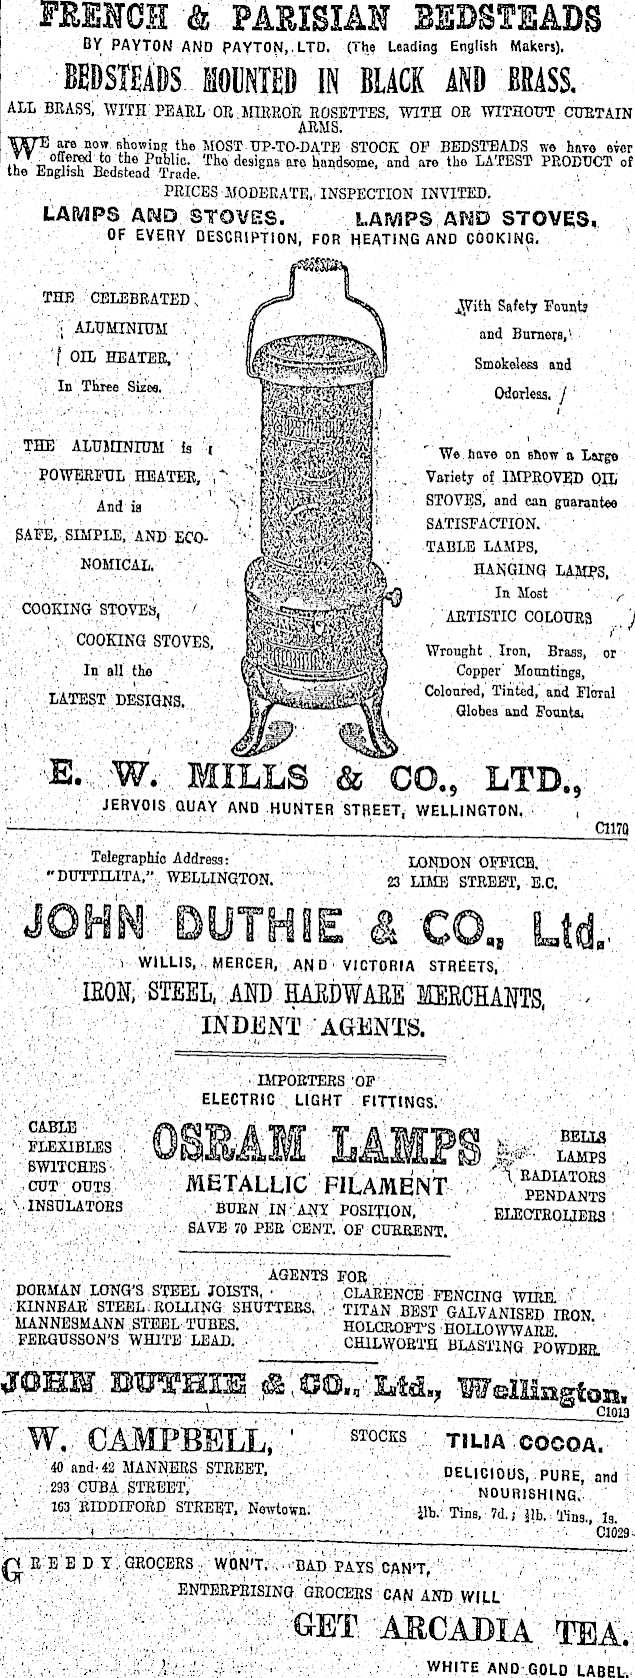 FRENCH & PARISIAN BEDSTEADS
BY PAYTON AND PAYTON, LTD. (The Leading English Makers).
BEDSTEADS MOUNTED IN BLACK AND BRASS.
ALL BRASS, WITH PEARL OR MIRROR ROSETTES, WITH OR WITHOUT CURTAIN
ARMS.
WE are now showing the MOST UP-TO-DATE STOCK OF BEDSTEADS we have ever
offered to the Public. The designs are handsome, and are the LATEST PRODUCT of
the English Bedstead Trade.
PRICES MODERATE, INSPECTION INVITED.
LAMPS AND STOVES. LAMPS AND STOVES.
OF EVERY DESCRIPTION, FOR HEATING AND COOKING.
THE CELEBRATED
ALUMINIUM
OIL HEATER,
In Three Sizes.
THE ALUMINIUM is
POWERFUL HEATER,
And is
SAFE, SIMPLE, AND ECO-
NOMICAL.
COOKING STOVES,
COOKING STOVES,
In all the
LATEST DESIGNS.
With Safety Founts
and Burners,
Smokeless and
Odorless.
We have on show a Large
Variety of IMPROVED OIL
STOVES, and can guarantee
SATISFACTION.
TABLE LAMPS,
HANGING LAMPS,
In Most
ARTISTIC COLOURS
Wrought Iron, Brass, or
Copper Mountings,
Coloured, Tinted, and Floral
Globes and Founts.
E. W. MILLS & CO., LTD.,
JERVOIS QUAY AND HUNTER STREET, WELLINGTON.
C1170
Telegraphic Address:
"DUTTILITA," WELLINGTON.
LONDON OFFICE,
23 LIME STREET, E.C.
JOHN DUTHIE & CO., Ltd.
WILLIS, MERCER, AND VICTORIA STREETS,
IRON, STEEL, AND HARDWARE MERCHANTS,
INDENT AGENTS.
IMPORTERS OF
ELECTRIC LIGHT FITTINGS.
CABLE
FLEXIBLES
SWITCHES
CUT OUTS
INSULATORS
OSRAM LAMPS
METALLIC FILAMENT
BURN IN ANY POSITION,
SAVE 70 PER CENT. OF CURRENT.
BELLS
LAMPS
RADIATORS
PENDANTS
ELECTROLIERS
AGENTS FOR
DORMAN LONG'S STEEL JOISTS.
KINNEAR STEEL ROLLING SHUTTERS.
MANNESMANN STEEL TUBES.
FERGUSSON'S WHITE LEAD.
CLARENCE FENCING WIRE.
TITAN BEST GALVANISED IRON.
HOLCROFT'S HOLLOWWARE.
CHILWORTH BLASTING POWDER.
JOHN DUTHIE & CO., Ltd., Wellington.
C1013
W. CAMPBELL,
40 and 42 MANNERS STREET,
293 CUBA STREET,
163 RIDDIFORD STREET, Newtown.
STOCKS
TILIA COCOA.
DELICIOUS, PURE, and
NOURISHING.
lb. Tins, 7d.; lb. Tins., 1s.
C1029
GREEDY GROCERS WON'T. BAD PAYS CAN'T,
ENTERPRISING GROCERS CAN AND WILL
GET ARCADIA TEA.
WHITE AND GOLD LABEL.